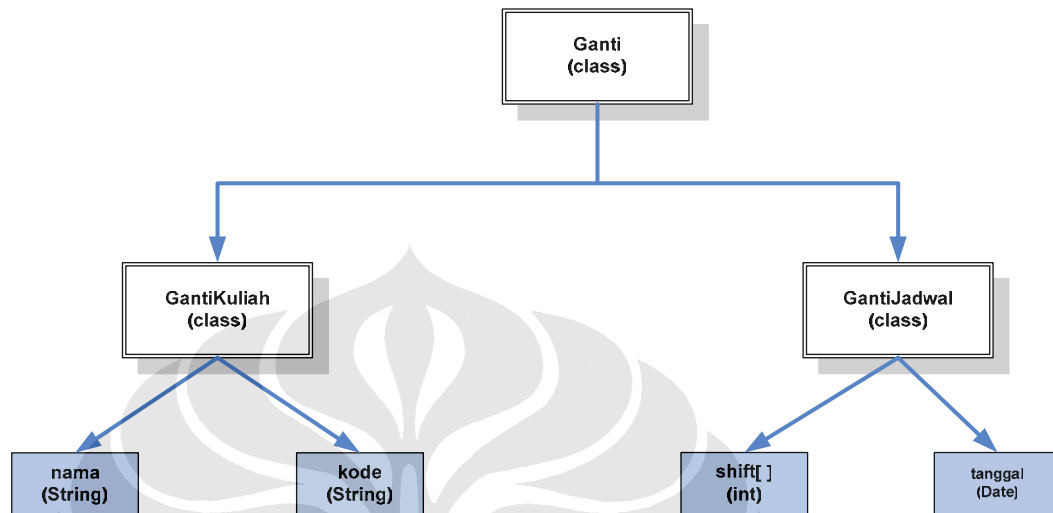 Ganti
(class)
GantiKuliah
(class)
GantiJadwal
(class)
nama
(String)
kode
(String)
shift[ ]
(int)
tanggal
(Date)